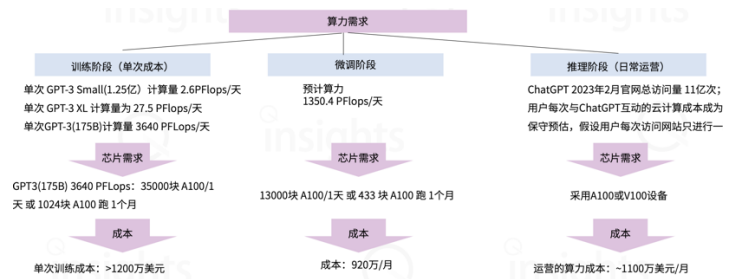 算力需求
训练阶段（单次成本）
单次 GPT-3 Small(1.25亿）计算量 2.6PFlops/天
单次 GPT-3 XL 计算量为 27.5 PFlops/天
单次GPT-3(175B)计算量 3640 PFlops/天
芯片需求
GPT3(175B) 3640 PFLops：35000块 A100/1
天 或 1024块 A100 跑 1个月
成本
单次训练成本：>1200万美元
微调阶段
预计算力
1350.4 PFlops/天
芯片需求
13000块 A100/1天 或 433 块 A100 跑 1个月
成本
成本：920万/月
推理阶段（日常运营）
ChatGPT 2023年2月官网总访问量 11亿次；
用户每次与ChatGPT互动的云计算成本成为
保守预估，假设用户每次访问网站只进行一
芯片需求
采用A100或V100设备
成本
运营的算力成本：~1100万美元/月
insights
insights
insights
insights
insights